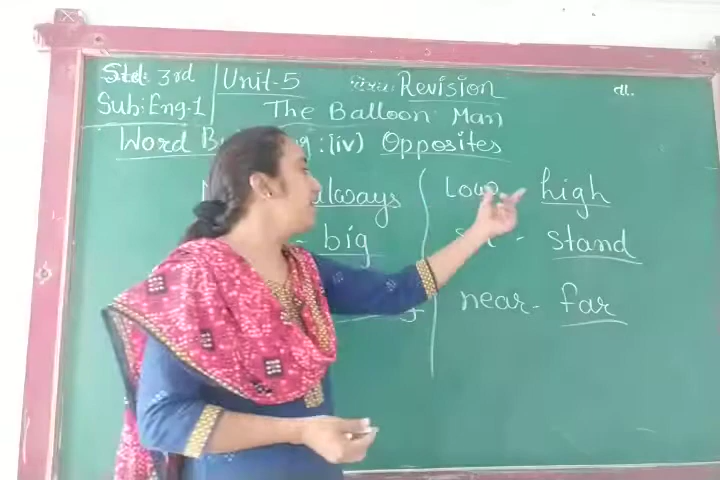 Std: 3rd
Sub: Eng-1
Unit-5
Revision
The Balloon Man
Word (iv) Opposites
always
- big
Low high
- stand
near - far
dt.